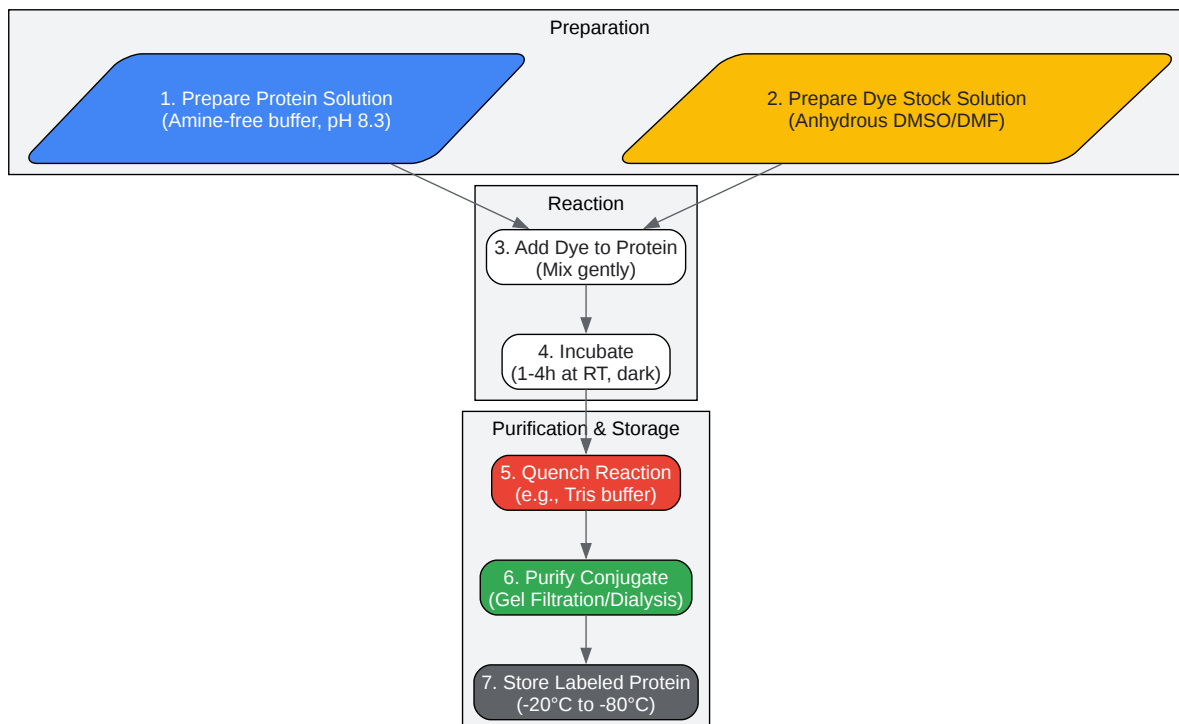 Preparation
1. Prepare Protein Solution
(Amine-free buffer, pH 8.3)
2. Prepare Dye Stock Solution
(Anhydrous DMSO/DMF)
Reaction
3. Add Dye to Protein
(Mix gently)
4. Incubate
(1-4h at RT, dark)
Purification & Storage
5. Quench Reaction
(e.g., Tris buffer)
6. Purify Conjugate
(Gel Filtration/Dialysis)
7. Store Labeled Protein
(-20°C to -80°C)